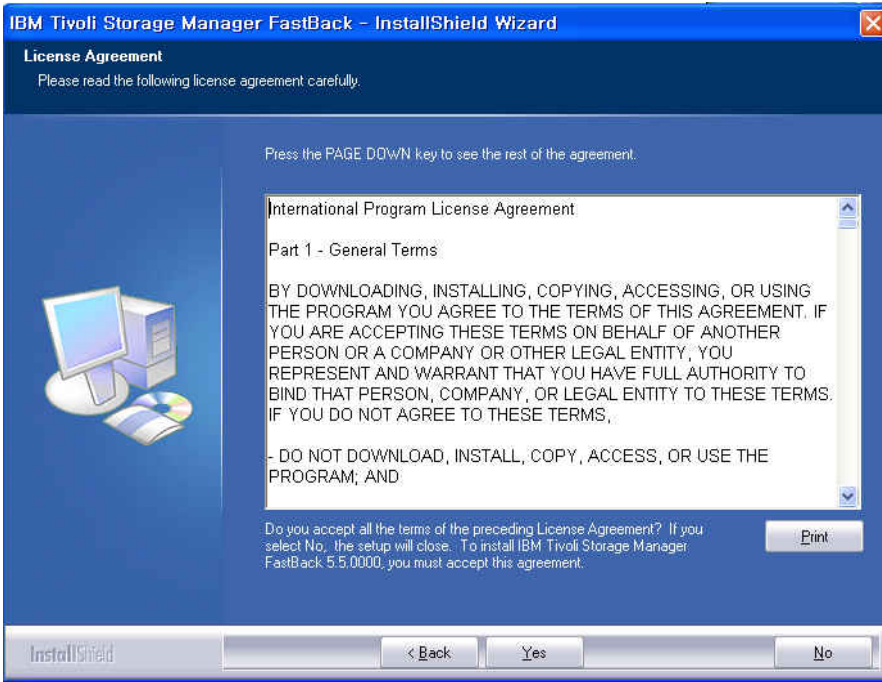 IBM Tivoli Storage Manager FastBack - InstallShield Wizard
License Agreement
Please read the following license agreement carefully.
Press the PAGE DOWN key to see the rest of the agreement.
International Program License Agreement
Part 1 - General Terms
BY DOWNLOADING, INSTALLING, COPYING, ACCESSING, OR USING
THE PROGRAM YOU AGREE TO THE TERMS OF THIS AGREEMENT. IF
YOU ARE ACCEPTING THESE TERMS ON BEHALF OF ANOTHER
PERSON OR A COMPANY OR OTHER LEGAL ENTITY, YOU
REPRESENT AND WARRANT THAT YOU HAVE FULL AUTHORITY TO
BIND THAT PERSON, COMPANY, OR LEGAL ENTITY TO THESE TERMS.
IF YOU DO NOT AGREE TO THESE TERMS,
- DO NOT DOWNLOAD, INSTALL, COPY, ACCESS, OR USE THE
PROGRAM; AND
Do you accept all the terms of the preceding License Agreement? If you
select No, the setup will close. To install IBM Tivoli Storage Manager
FastBack 5.5.0000, you must accept this agreement.
Print
InstallShield
< Back
Yes
No